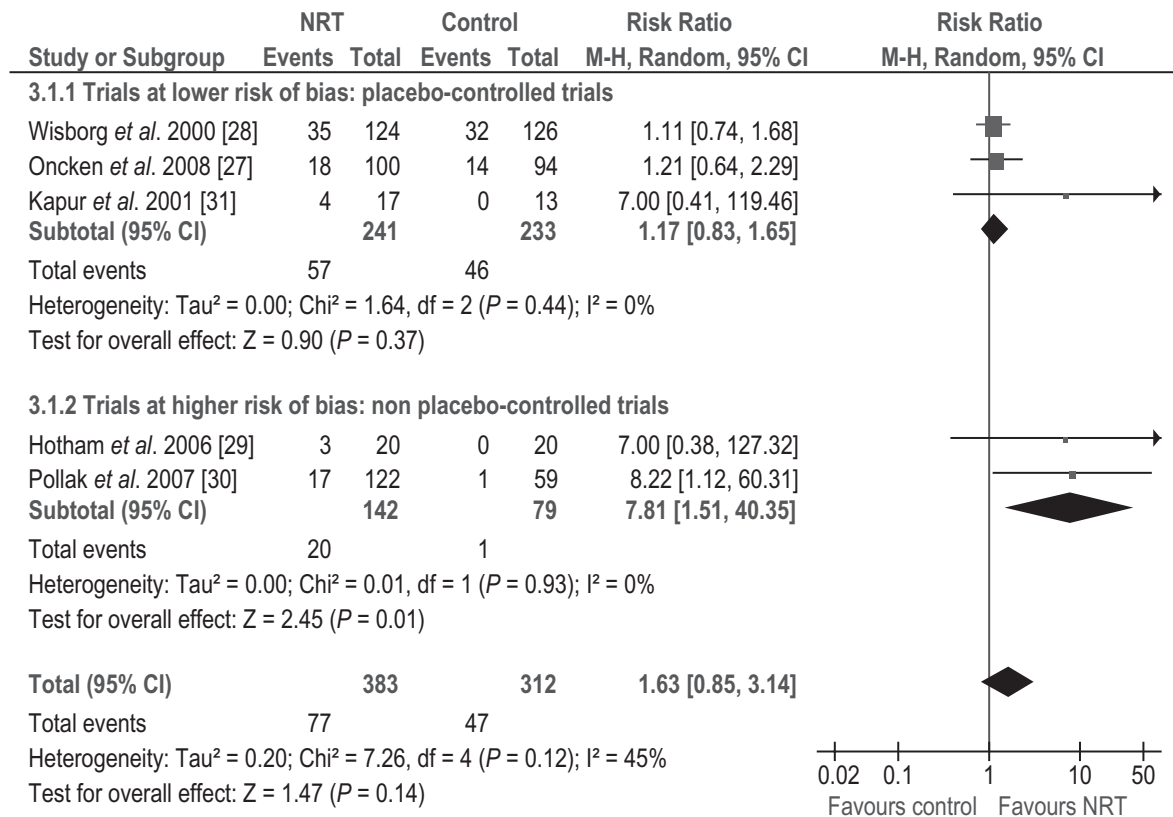 NRT Control Risk Ratio Risk Ratio
Study or Subgroup Events Total Events Total M-H, Random, 95% CI M-H, Random, 95% CI
3.1.1 Trials at lower risk of bias: placebo-controlled trials
Wisborg et al. 2000 [28] 35 124 32 126 1.11 [0.74, 1.68]
Oncken et al. 2008 [27] 18 100 14 94 1.21 [0.64, 2.29]
Kapur et al. 2001 [31] 4 17 0 13 7.00 [0.41, 119.46]
Subtotal (95% CI) 241 233 1.17 [0.83, 1.65]
Total events 57 46
Heterogeneity: Tau² = 0.00; Chi² = 1.64, df = 2 (P = 0.44); I² = 0%
Test for overall effect: Z = 0.90 (P = 0.37)
3.1.2 Trials at higher risk of bias: non placebo-controlled trials
Hotham et al. 2006 [29] 3 20 0 20 7.00 [0.38, 127.32]
Pollak et al. 2007 [30] 17 122 1 59 8.22 [1.12, 60.31]
Subtotal (95% CI) 142 79 7.81 [1.51, 40.35]
Total events 20 1
Heterogeneity: Tau² = 0.00; Chi² = 0.01, df = 1 (P = 0.93); I² = 0%
Test for overall effect: Z = 2.45 (P = 0.01)
Total (95% CI) 383 312 1.63 [0.85, 3.14]
Total events 77 47
Heterogeneity: Tau² = 0.20; Chi² = 7.26, df = 4 (P = 0.12); I² = 45%
Test for overall effect: Z = 1.47 (P = 0.14)
0.02 0.1 1 10 50
Favours control Favours NRT